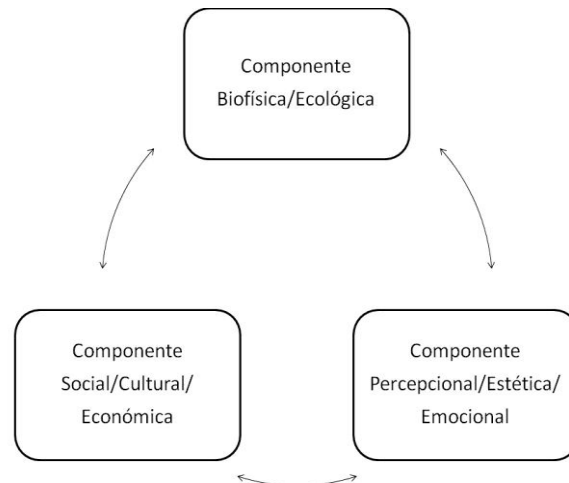 Componente
Biofísica/Ecológica
Componente
Social/Cultural/
Económica
Componente
Percepcional/Estética/
Emocional